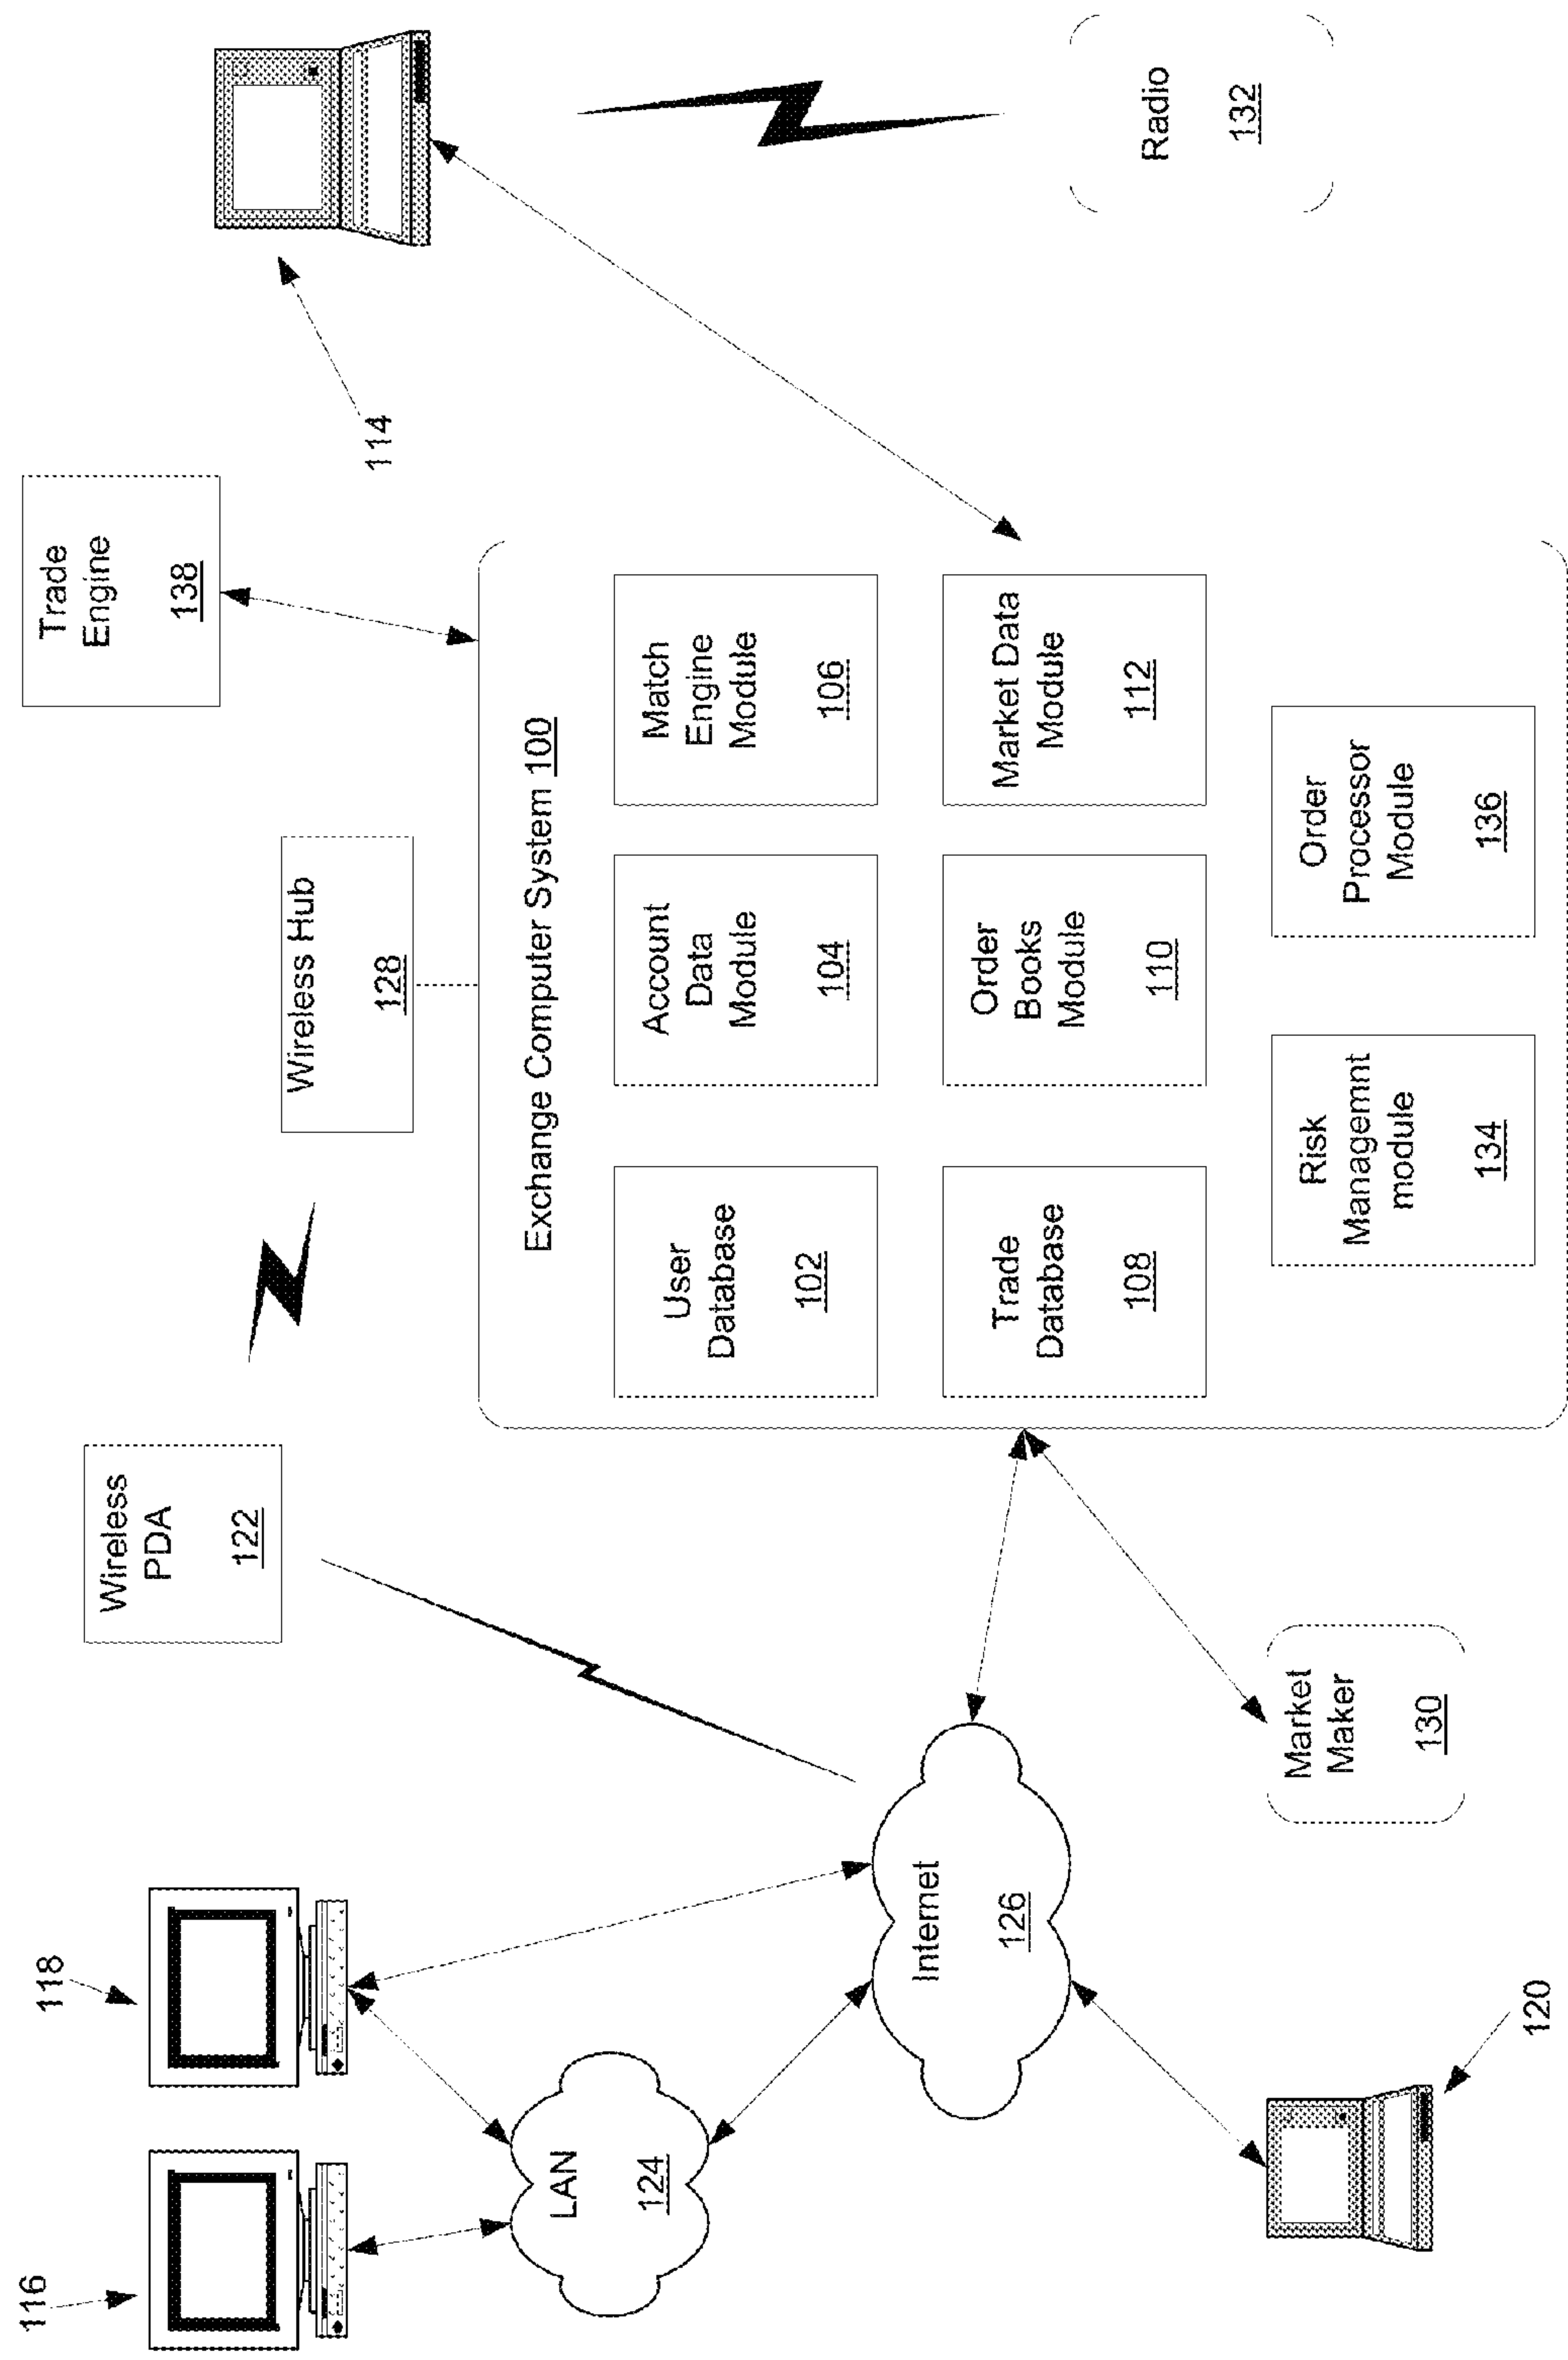 116
118
Wireless
PDA
122
Wireless Hub
128
Trade
Engine
138
114
LAN
124
Internet
126
120
Market
Maker
130
Exchange Computer System 100
User
Database
102
Account
Data
Module
104
Match
Engine
Module
106
Trade
Database
108
Order
Books
Module
110
Market Data
Module
112
Risk
Managemnt
module
134
Order
Processor
Module
136
Radio
132